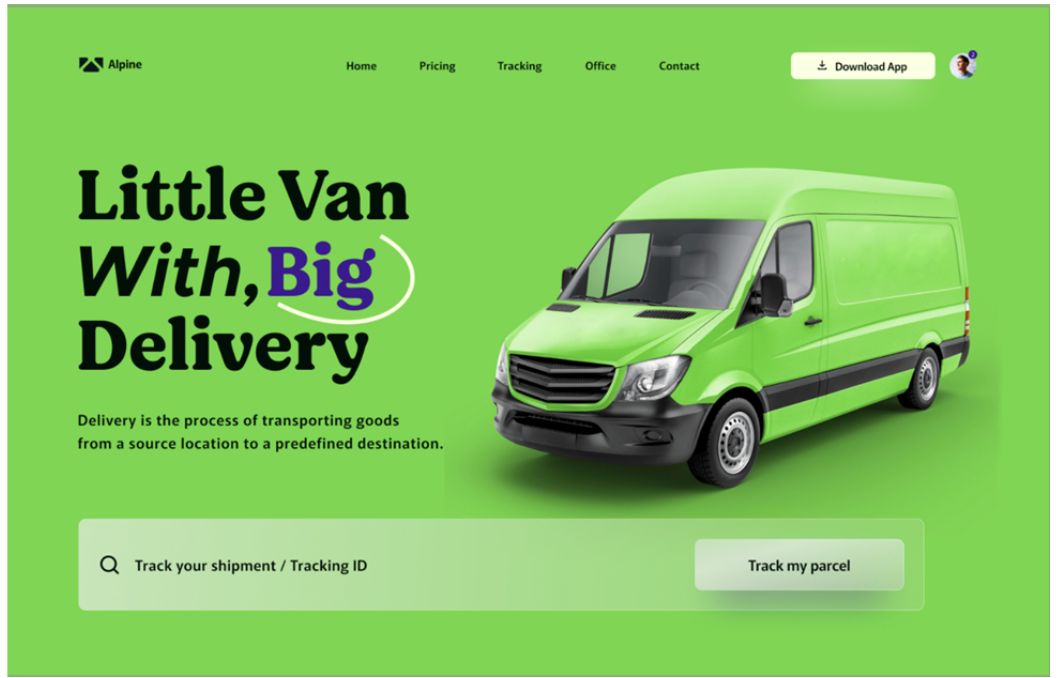 Alpine
Home Pricing Tracking Office Contact
Download App
2
Little Van
With, Big
Delivery
Delivery is the process of transporting goods
from a source location to a predefined destination.
Track your shipment / Tracking ID
Track my parcel